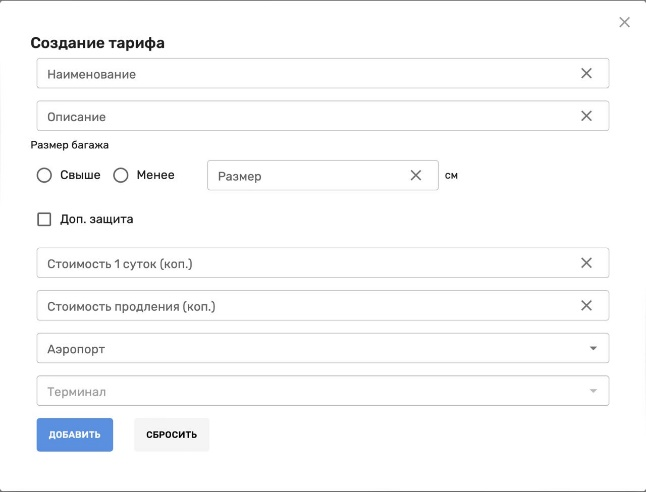 Создание тарифа
Наименование
Описание
Размер багажа
Свыше Менее Размер см
Доп. защита
Стоимость 1 суток (коп.)
Стоимость продления (коп.)
Аэропорт
Терминал
ДОБАВИТЬ СБРОСИТЬ